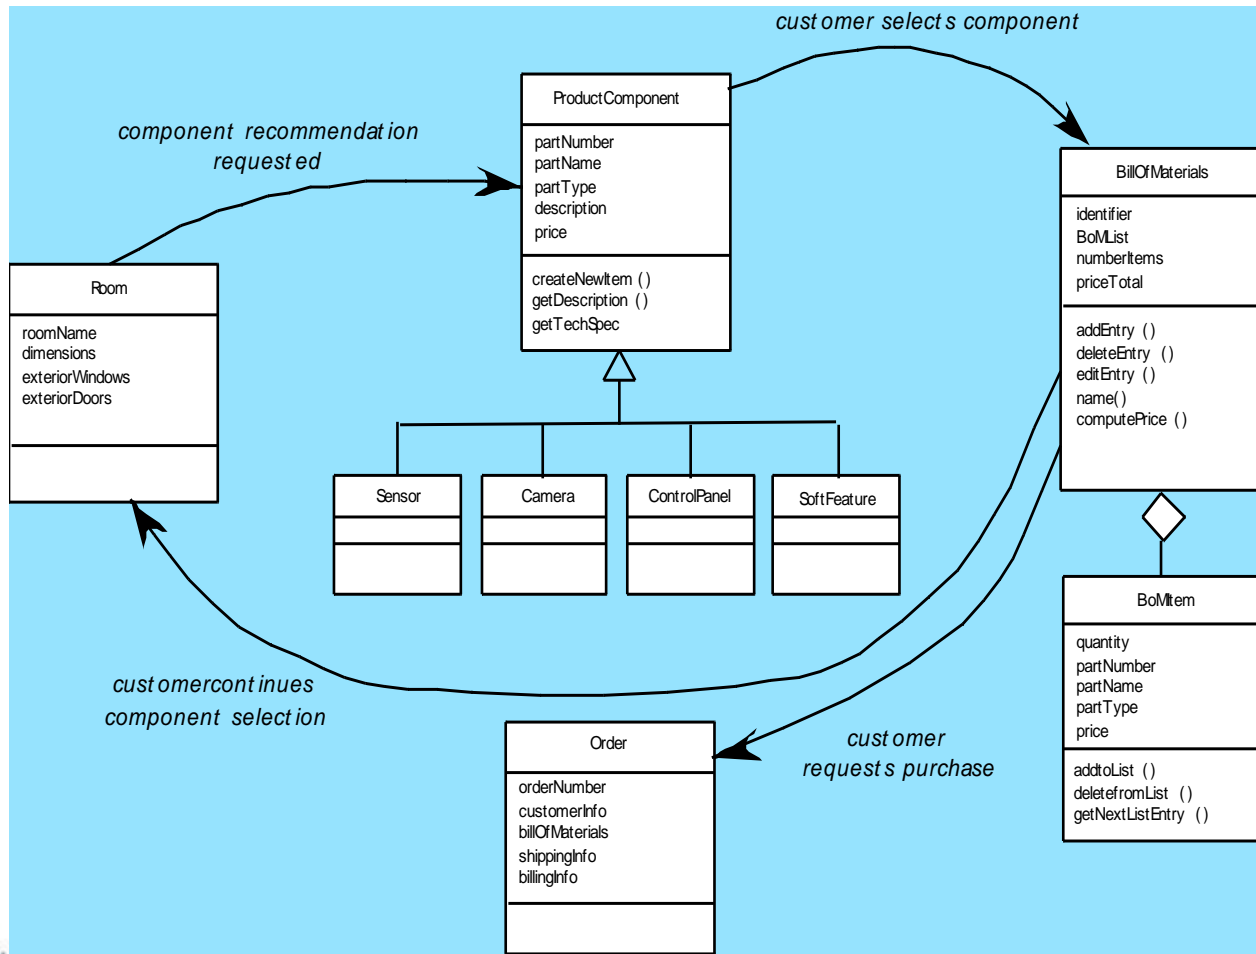 customer selects component
ProductComponent
partNumber
partName
partType
description
price
createNewItem ()
getDescription ()
getTechSpec
component recommendation
requested
BillOfMaterials
identifier
BoMList
numberItems
priceTotal
addEntry ()
deleteEntry ()
editEntry ()
name()
computePrice ()
Room
roomName
dimensions
exteriorWindows
exteriorDoors
Sensor
Camera
ControlPanel
SoftFeature
BoMItem
quantity
partNumber
partName
partType
price
addtoList ()
deletefromList ()
getNextListEntry ()
customercontinues
component selection
Order
orderNumber
customerInfo
billOfMaterials
shippingInfo
billingInfo
customer
requests purchase